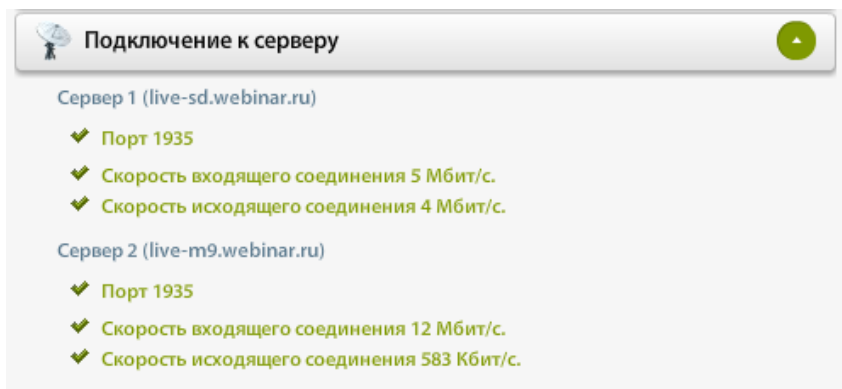 Подключение к серверу
Сервер 1 (live-sd.webinar.ru)
Порт 1935
Скорость входящего соединения 5 Мбит/с.
Скорость исходящего соединения 4 Мбит/с.
Сервер 2 (live-m9.webinar.ru)
Порт 1935
Скорость входящего соединения 12 Мбит/с.
Скорость исходящего соединения 583 Кбит/с.